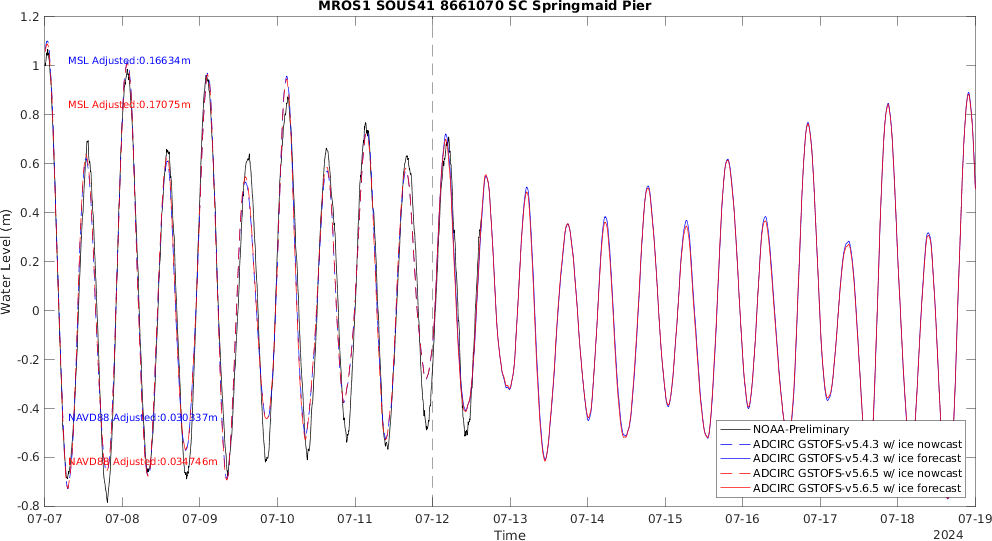 MROS1 SOUS41 8661070 SC Springmaid Pier
1.2
1
0.8
0.6
0.4
0.2
0
-0.2
-0.4
-0.6
-0.8
Water Level (m)
MSL Adjusted:0.16634m
MSL Adjusted:0.17075m
NAVD88 Adjusted:0.030337m
NAVD88 Adjusted:0.034746m
NOAA-Preliminary
ADCIRC GSTOFS-v5.4.3 w/ ice nowcast
ADCIRC GSTOFS-v5.4.3 w/ ice forecast
ADCIRC GSTOFS-v5.6.5 w/ ice nowcast
ADCIRC GSTOFS-v5.6.5 w/ ice forecast
07-07 07-08 07-09 07-10 07-11 07-12 07-13 07-14 07-15 07-16 07-17 07-18 07-19
Time
2024